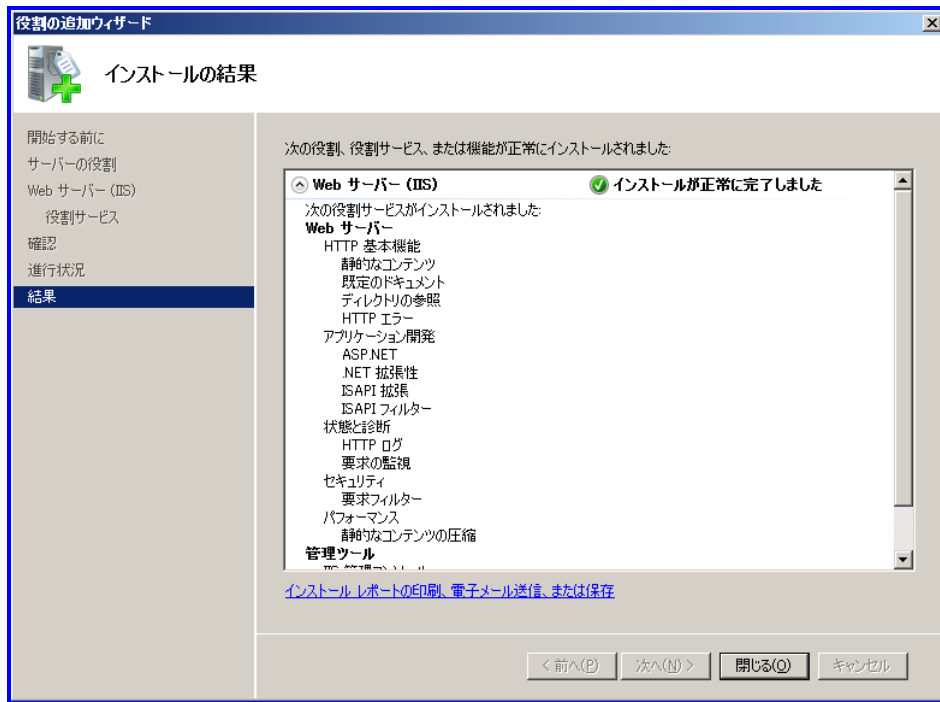 役割の追加ウィザード
インストールの結果
開始する前に
サーバーの役割
Web サーバー (IIS)
役割サービス
確認
進行状況
結果
次の役割、役割サービス、または機能が正常にインストールされました:
Web サーバー (IIS) インストールが正常に完了しました
次の役割サービスがインストールされました:
Web サーバー
HTTP 基本機能
静的なコンテンツ
既定のドキュメント
ディレクトリの参照
HTTP エラー
アプリケーション開発
ASP.NET
.NET 拡張性
ISAPI 拡張
ISAPI フィルター
状態と診断
HTTP ログ
要求の監視
セキュリティ
要求フィルター
パフォーマンス
静的なコンテンツの圧縮
管理ツール
IIS 管理コンソール
インストール レポートの印刷、電子メール送信、または保存
< 前へ(P) 次へ(N) > 閉じる(O) キャンセル